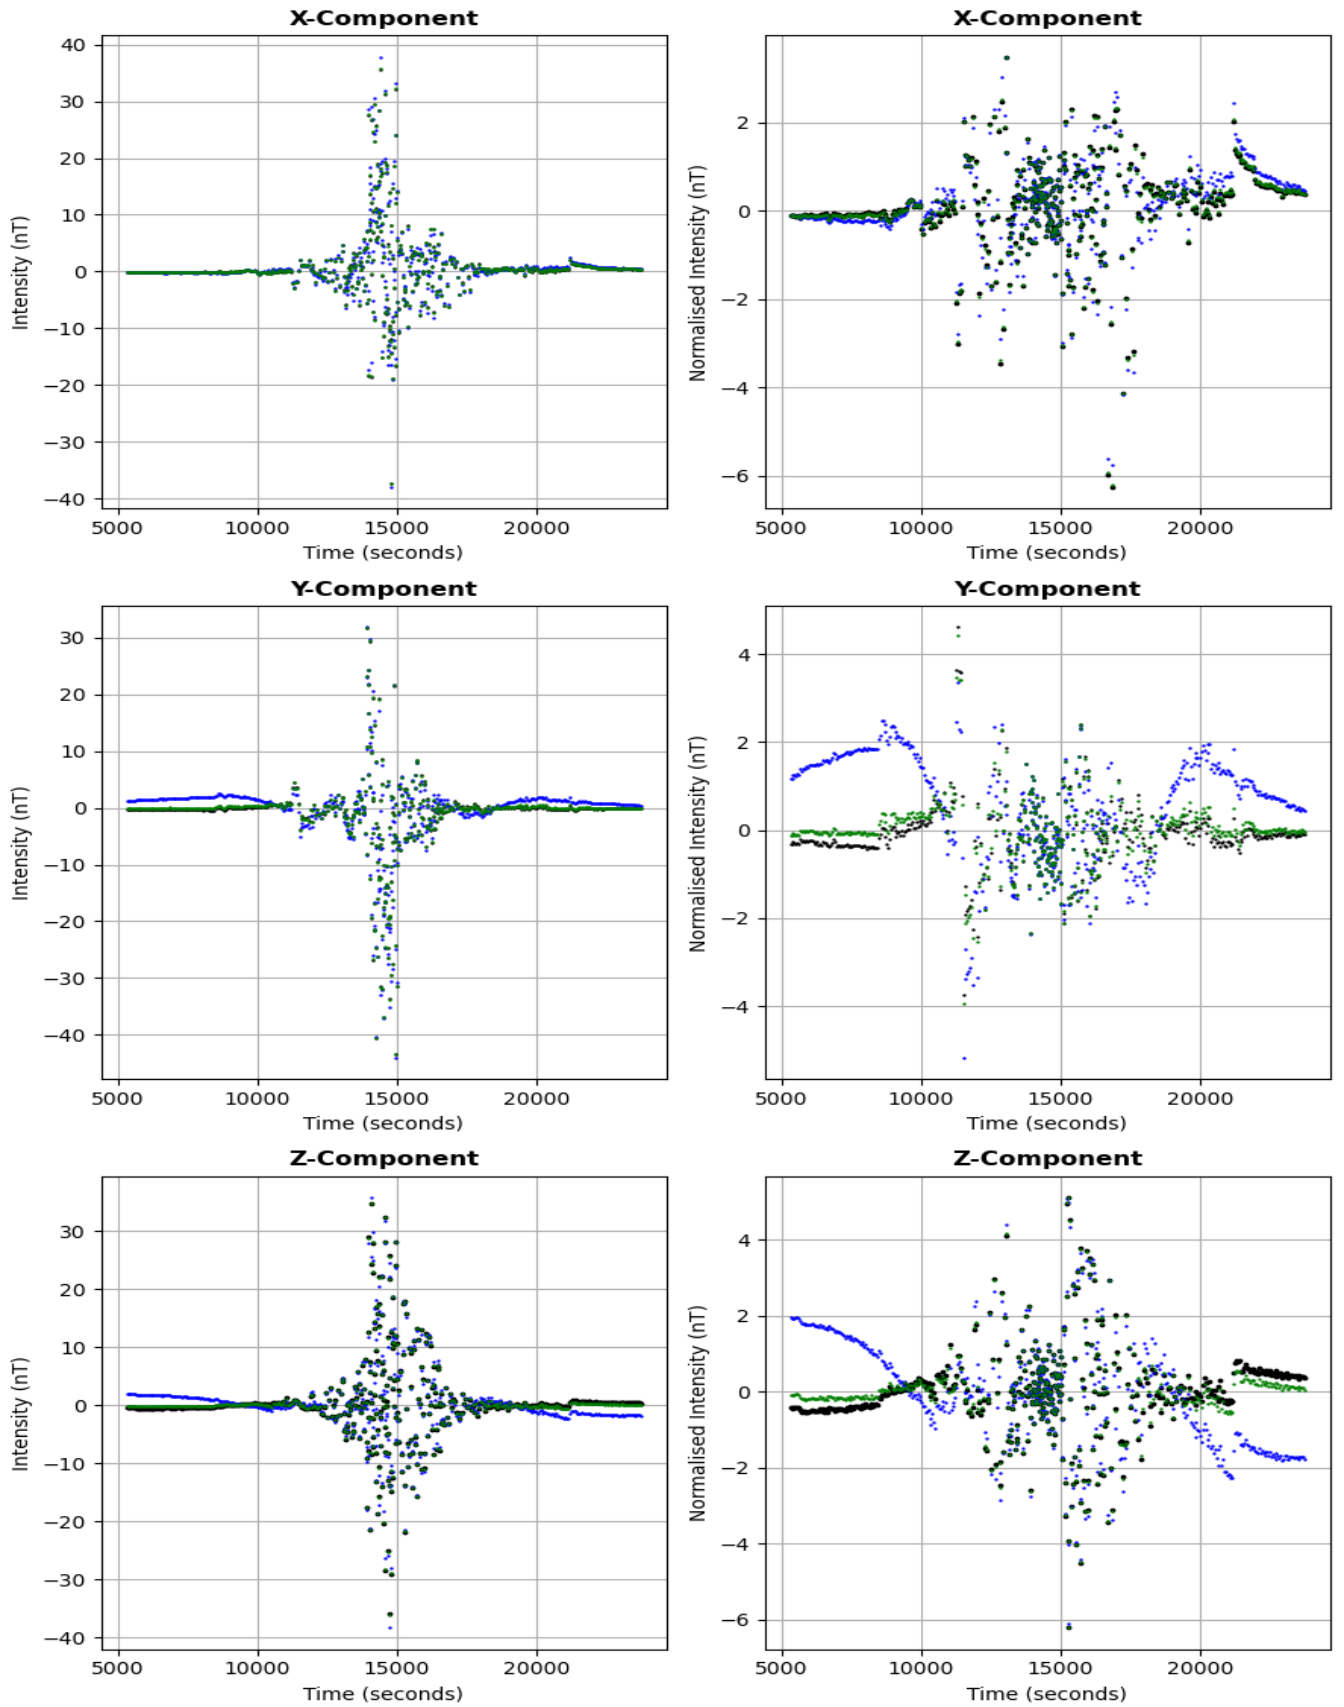 X-Component
40
30
20
10
0
−10
−20
−30
−40
Intensity (nT)
5000 10000 15000 20000
Time (seconds)
X-Component
2
0
−2
−4
−6
Normalised Intensity (nT)
5000 10000 15000 20000
Time (seconds)
Y-Component
30
20
10
0
−10
−20
−30
−40
Intensity (nT)
5000 10000 15000 20000
Time (seconds)
Y-Component
4
2
0
−2
−4
Normalised Intensity (nT)
5000 10000 15000 20000
Time (seconds)
Z-Component
30
20
10
0
−10
−20
−30
−40
Intensity (nT)
5000 10000 15000 20000
Time (seconds)
Z-Component
4
2
0
−2
−4
−6
Normalised Intensity (nT)
5000 10000 15000 20000
Time (seconds)